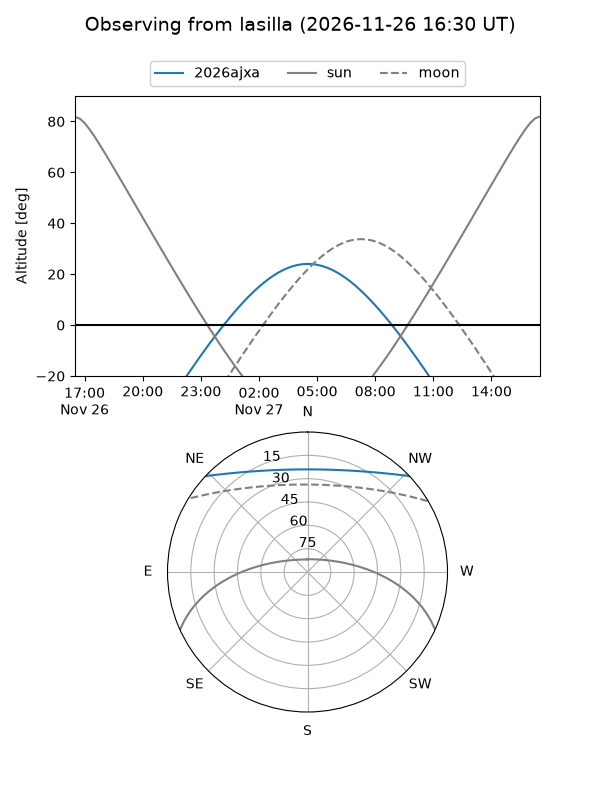 Observing from lasilla (2026-11-26 16:30 UT)
2026ajxa sun moon
80
60
40
20
0
−20
Altitude [deg]
17:00 20:00 23:00 02:00 05:00 08:00 11:00 14:00
Nov 26 Nov 27
N
NE NW
15
30
45
60
75
E W
SE SW
S